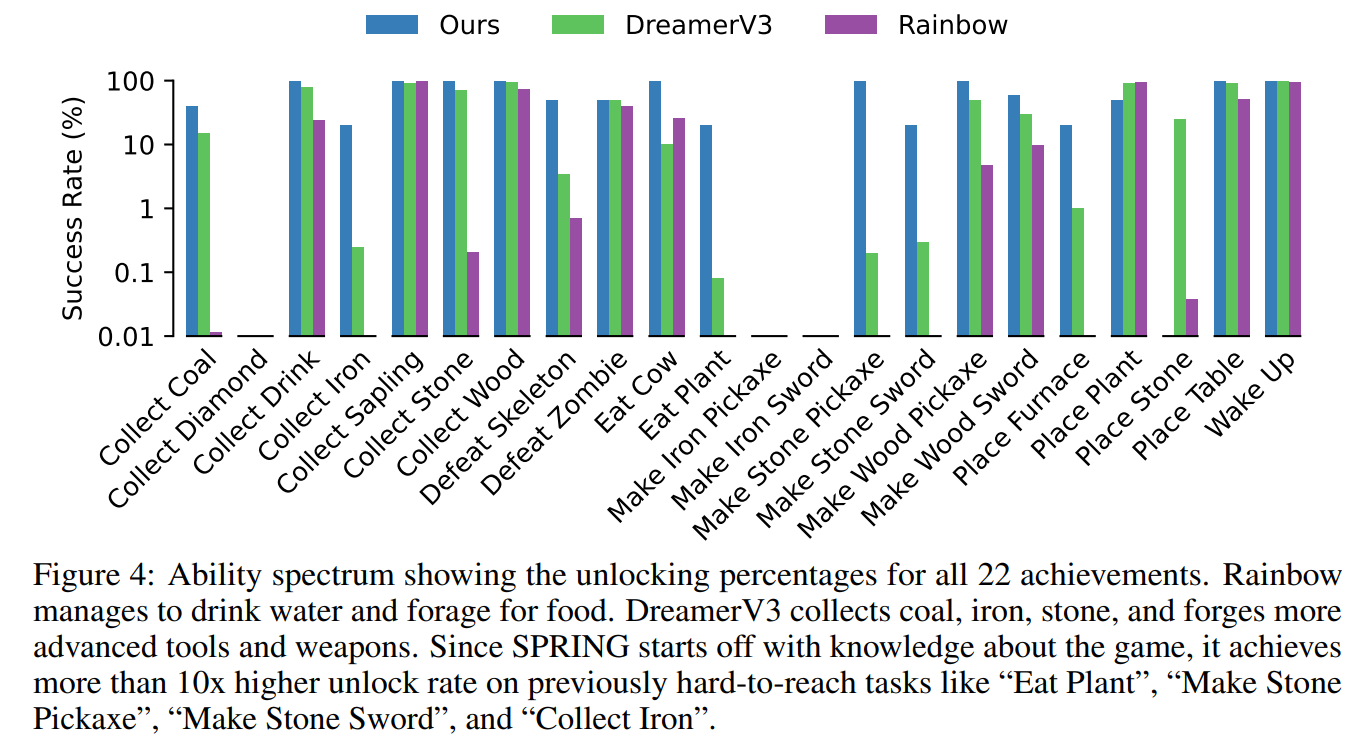 Ours DreamerV3 Rainbow
Success Rate (%)
100
10
1
0.1
0.01
Collect Coal
Collect Diamond
Collect Drink
Collect Iron
Collect Sapling
Collect Stone
Collect Wood
Defeat Skeleton
Defeat Zombie
Eat Cow
Eat Plant
Make Iron Pickaxe
Make Iron Sword
Make Stone Pickaxe
Make Stone Sword
Make Wood Pickaxe
Make Wood Sword
Place Furnace
Place Plant
Place Stone
Place Table
Wake Up
Figure 4: Ability spectrum showing the unlocking percentages for all 22 achievements. Rainbow
manages to drink water and forage for food. DreamerV3 collects coal, iron, stone, and forges more
advanced tools and weapons. Since SPRING starts off with knowledge about the game, it achieves
more than 10x higher unlock rate on previously hard-to-reach tasks like “Eat Plant”, “Make Stone
Pickaxe”, “Make Stone Sword”, and “Collect Iron”.